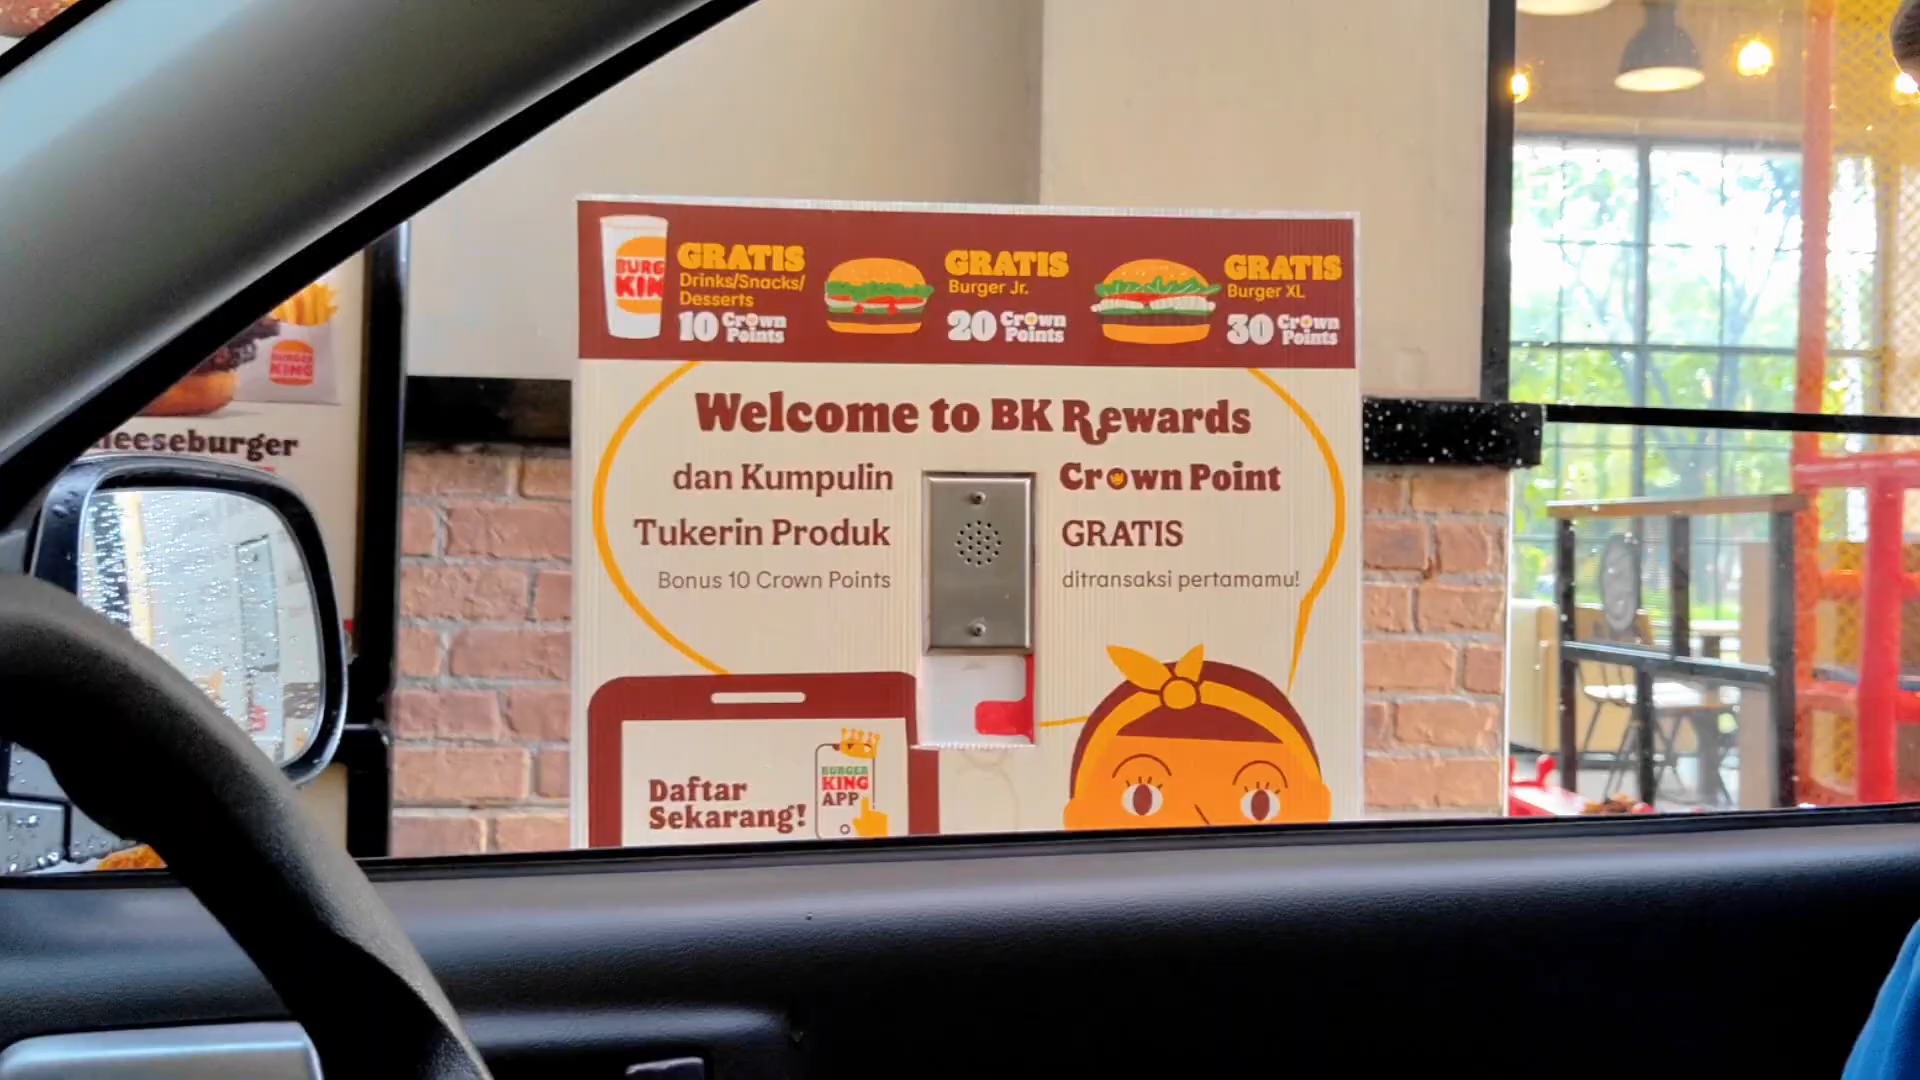 GRATIS
Drinks/Snacks/
Desserts
10 Crown Points
GRATIS
Burger Jr.
20 Crown Points
GRATIS
Burger XL
30 Crown Points
Welcome to BK Rewards
dan Kumpulin Crown Point
Tukerin Produk GRATIS
Bonus 10 Crown Points ditransaksi pertamamu!
Daftar
Sekarang!
BURGER
KING
APP
BURGER
KING